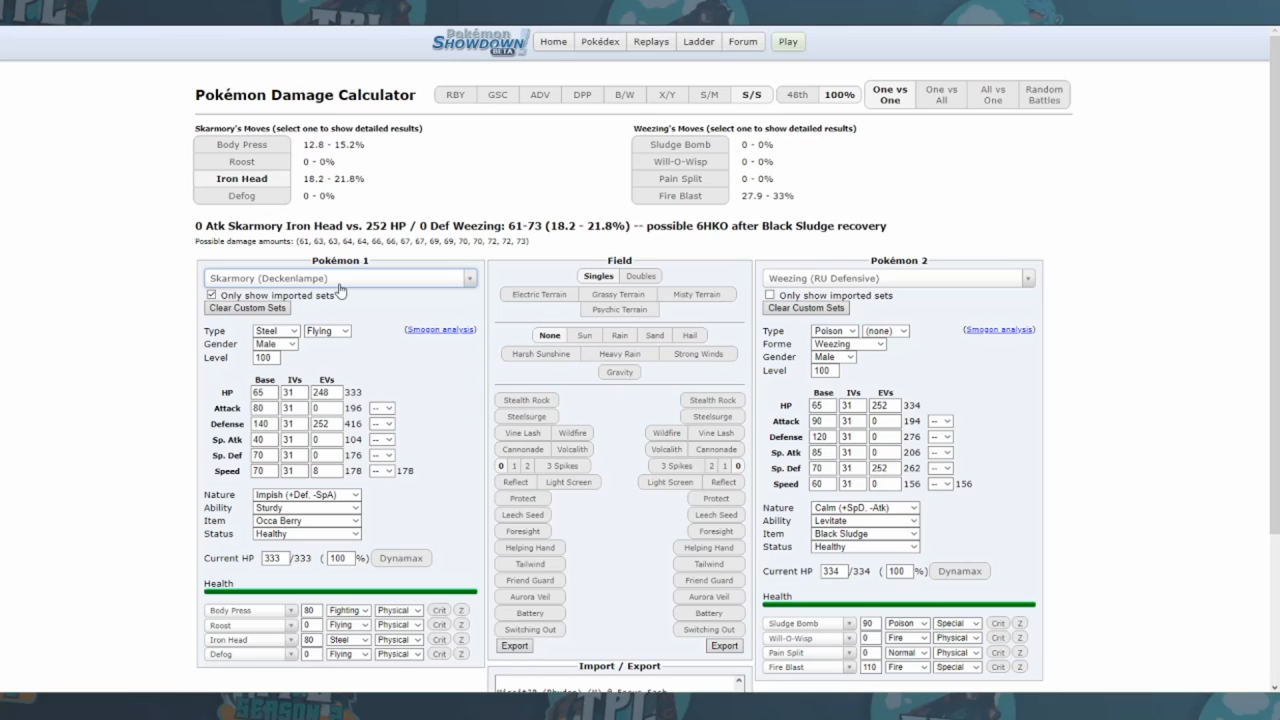 Pokémon
SHOWDOWN!
BETA
Home Pokédex Replays Ladder Forum Play
Pokémon Damage Calculator
RBY GSC ADV DPP B/W X/Y S/M S/S 48th 100%
One vs One
One vs All
All vs One
Random Battles
Skarmory's Moves (select one to show detailed results)
Body Press 12.8 - 15.2%
Roost 0 - 0%
Iron Head 18.2 - 21.8%
Defog 0 - 0%
Weezing's Moves (select one to show detailed results)
Sludge Bomb 0 - 0%
Will-O-Wisp 0 - 0%
Pain Split 0 - 0%
Fire Blast 27.9 - 33%
0 Atk Skarmory Iron Head vs. 252 HP / 0 Def Weezing: 61-73 (18.2 - 21.8%) -- possible 6HKO after Black Sludge recovery
Possible damage amounts: (61, 63, 63, 64, 64, 66, 66, 67, 67, 69, 69, 70, 70, 72, 72, 73)
Pokémon 1
Skarmory (Deckenlampe)
Only show imported sets
Clear Custom Sets
Type Steel Flying (Smogon analysis)
Gender Male
Level 100
Base IVs EVs
HP 65 31 248 333
Attack 80 31 0 196 --
Defense 140 31 252 416 --
Sp. Atk 40 31 0 104 --
Sp. Def 70 31 0 176 --
Speed 70 31 8 178 -- 178
Nature Impish (+Def, -SpA)
Ability Sturdy
Item Occa Berry
Status Healthy
Current HP 333 /333 ( 100 %) Dynamax
Health
Body Press 80 Fighting Physical Crit Z
Roost 0 Flying Physical Crit Z
Iron Head 80 Steel Physical Crit Z
Defog 0 Flying Physical Crit Z
Field
Singles Doubles
Electric Terrain Grassy Terrain Misty Terrain
Psychic Terrain
None Sun Rain Sand Hail
Harsh Sunshine Heavy Rain Strong Winds
Gravity
Stealth Rock Stealth Rock
Steelsurge Steelsurge
Vine Lash Wildfire Wildfire Vine Lash
Cannonade Volcalith Volcalith Cannonade
0 1 2 3 Spikes 3 Spikes 2 1 0
Reflect Light Screen Light Screen Reflect
Protect Protect
Leech Seed Leech Seed
Foresight Foresight
Helping Hand Helping Hand
Tailwind Tailwind
Friend Guard Friend Guard
Aurora Veil Aurora Veil
Battery Battery
Switching Out Switching Out
Export Export
Import / Export
Pokémon 2
Weezing (RU Defensive)
Only show imported sets
Clear Custom Sets
Type Poison (none) (Smogon analysis)
Forme Weezing
Gender Male
Level 100
Base IVs EVs
HP 65 31 252 334
Attack 90 31 0 194 --
Defense 120 31 0 276 --
Sp. Atk 85 31 0 206 --
Sp. Def 70 31 252 262 --
Speed 60 31 0 156 -- 156
Nature Calm (+SpD, -Atk)
Ability Levitate
Item Black Sludge
Status Healthy
Current HP 334 /334 ( 100 %) Dynamax
Health
Sludge Bomb 90 Poison Special Crit Z
Will-O-Wisp 0 Fire Physical Crit Z
Pain Split 0 Normal Physical Crit Z
Fire Blast 110 Fire Special Crit Z
SEASON
TPL